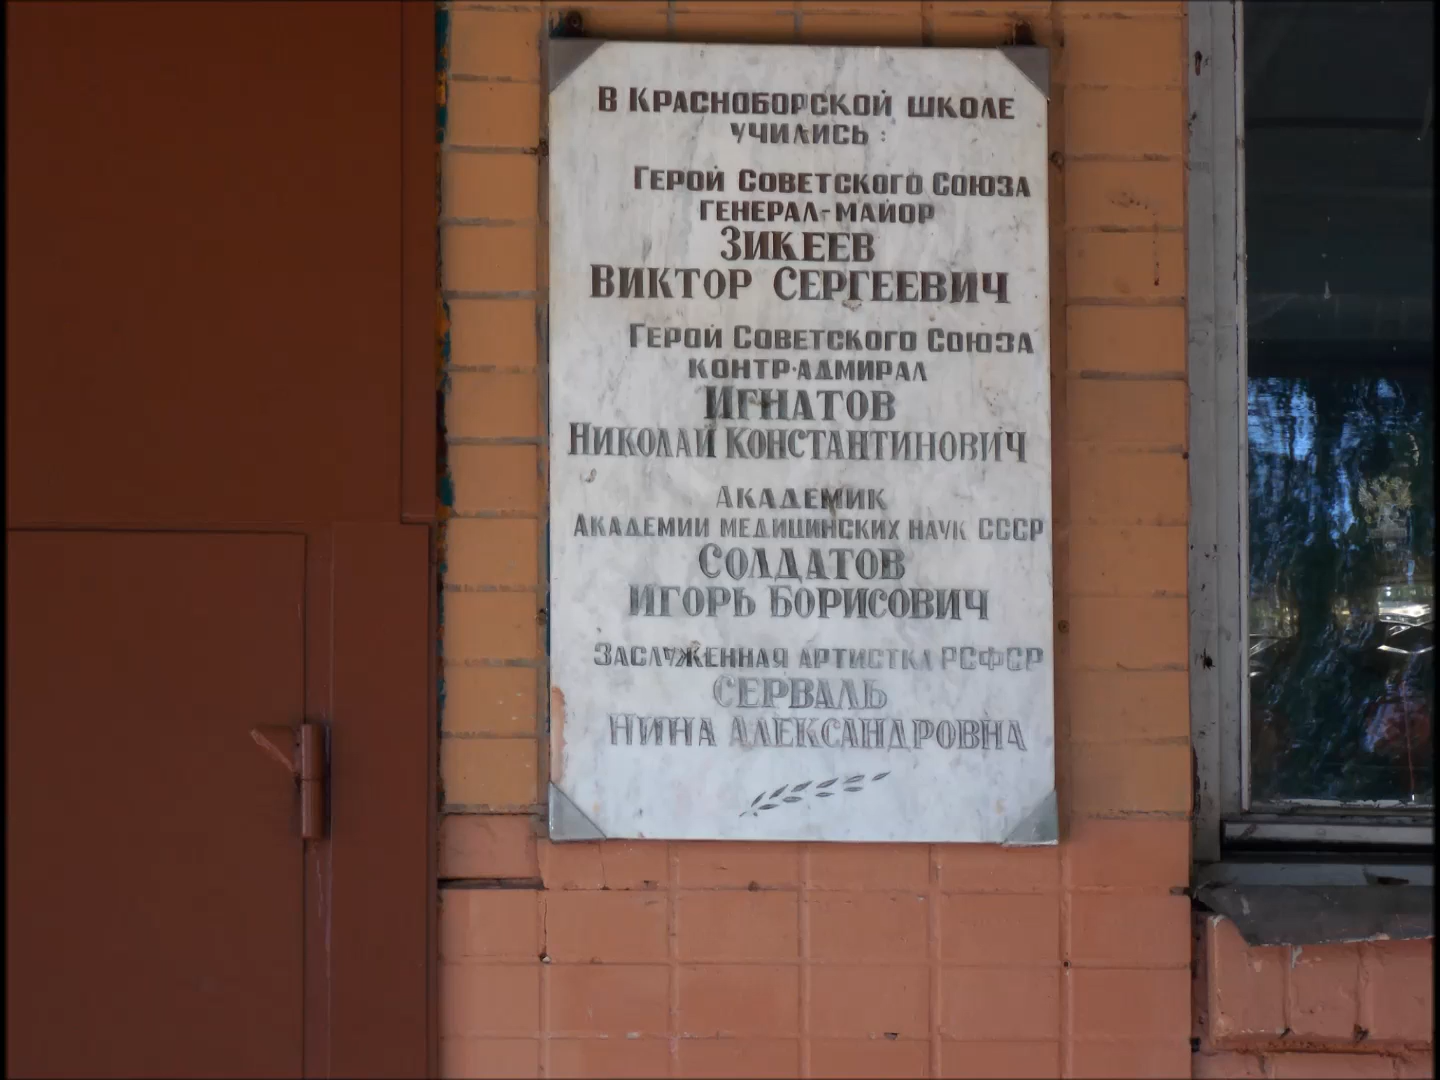 В КРАСНОБОРСКОЙ ШКОЛЕ
УЧИЛИСЬ:
ГЕРОЙ СОВЕТСКОГО СОЮЗА
ГЕНЕРАЛ-МАЙОР
ЗИКЕЕВ
ВИКТОР СЕРГЕЕВИЧ
ГЕРОЙ СОВЕТСКОГО СОЮЗА
КОНТР-АДМИРАЛ
ИГНАТОВ
НИКОЛАЙ КОНСТАНТИНОВИЧ
АКАДЕМИК
АКАДЕМИИ МЕДИЦИНСКИХ НАУК СССР
СОЛДАТОВ
ИГОРЬ БОРИСОВИЧ
ЗАСЛУЖЕННАЯ АРТИСТКА РСФСР
СЕРВАЛЬ
НИНА АЛЕКСАНДРОВНА